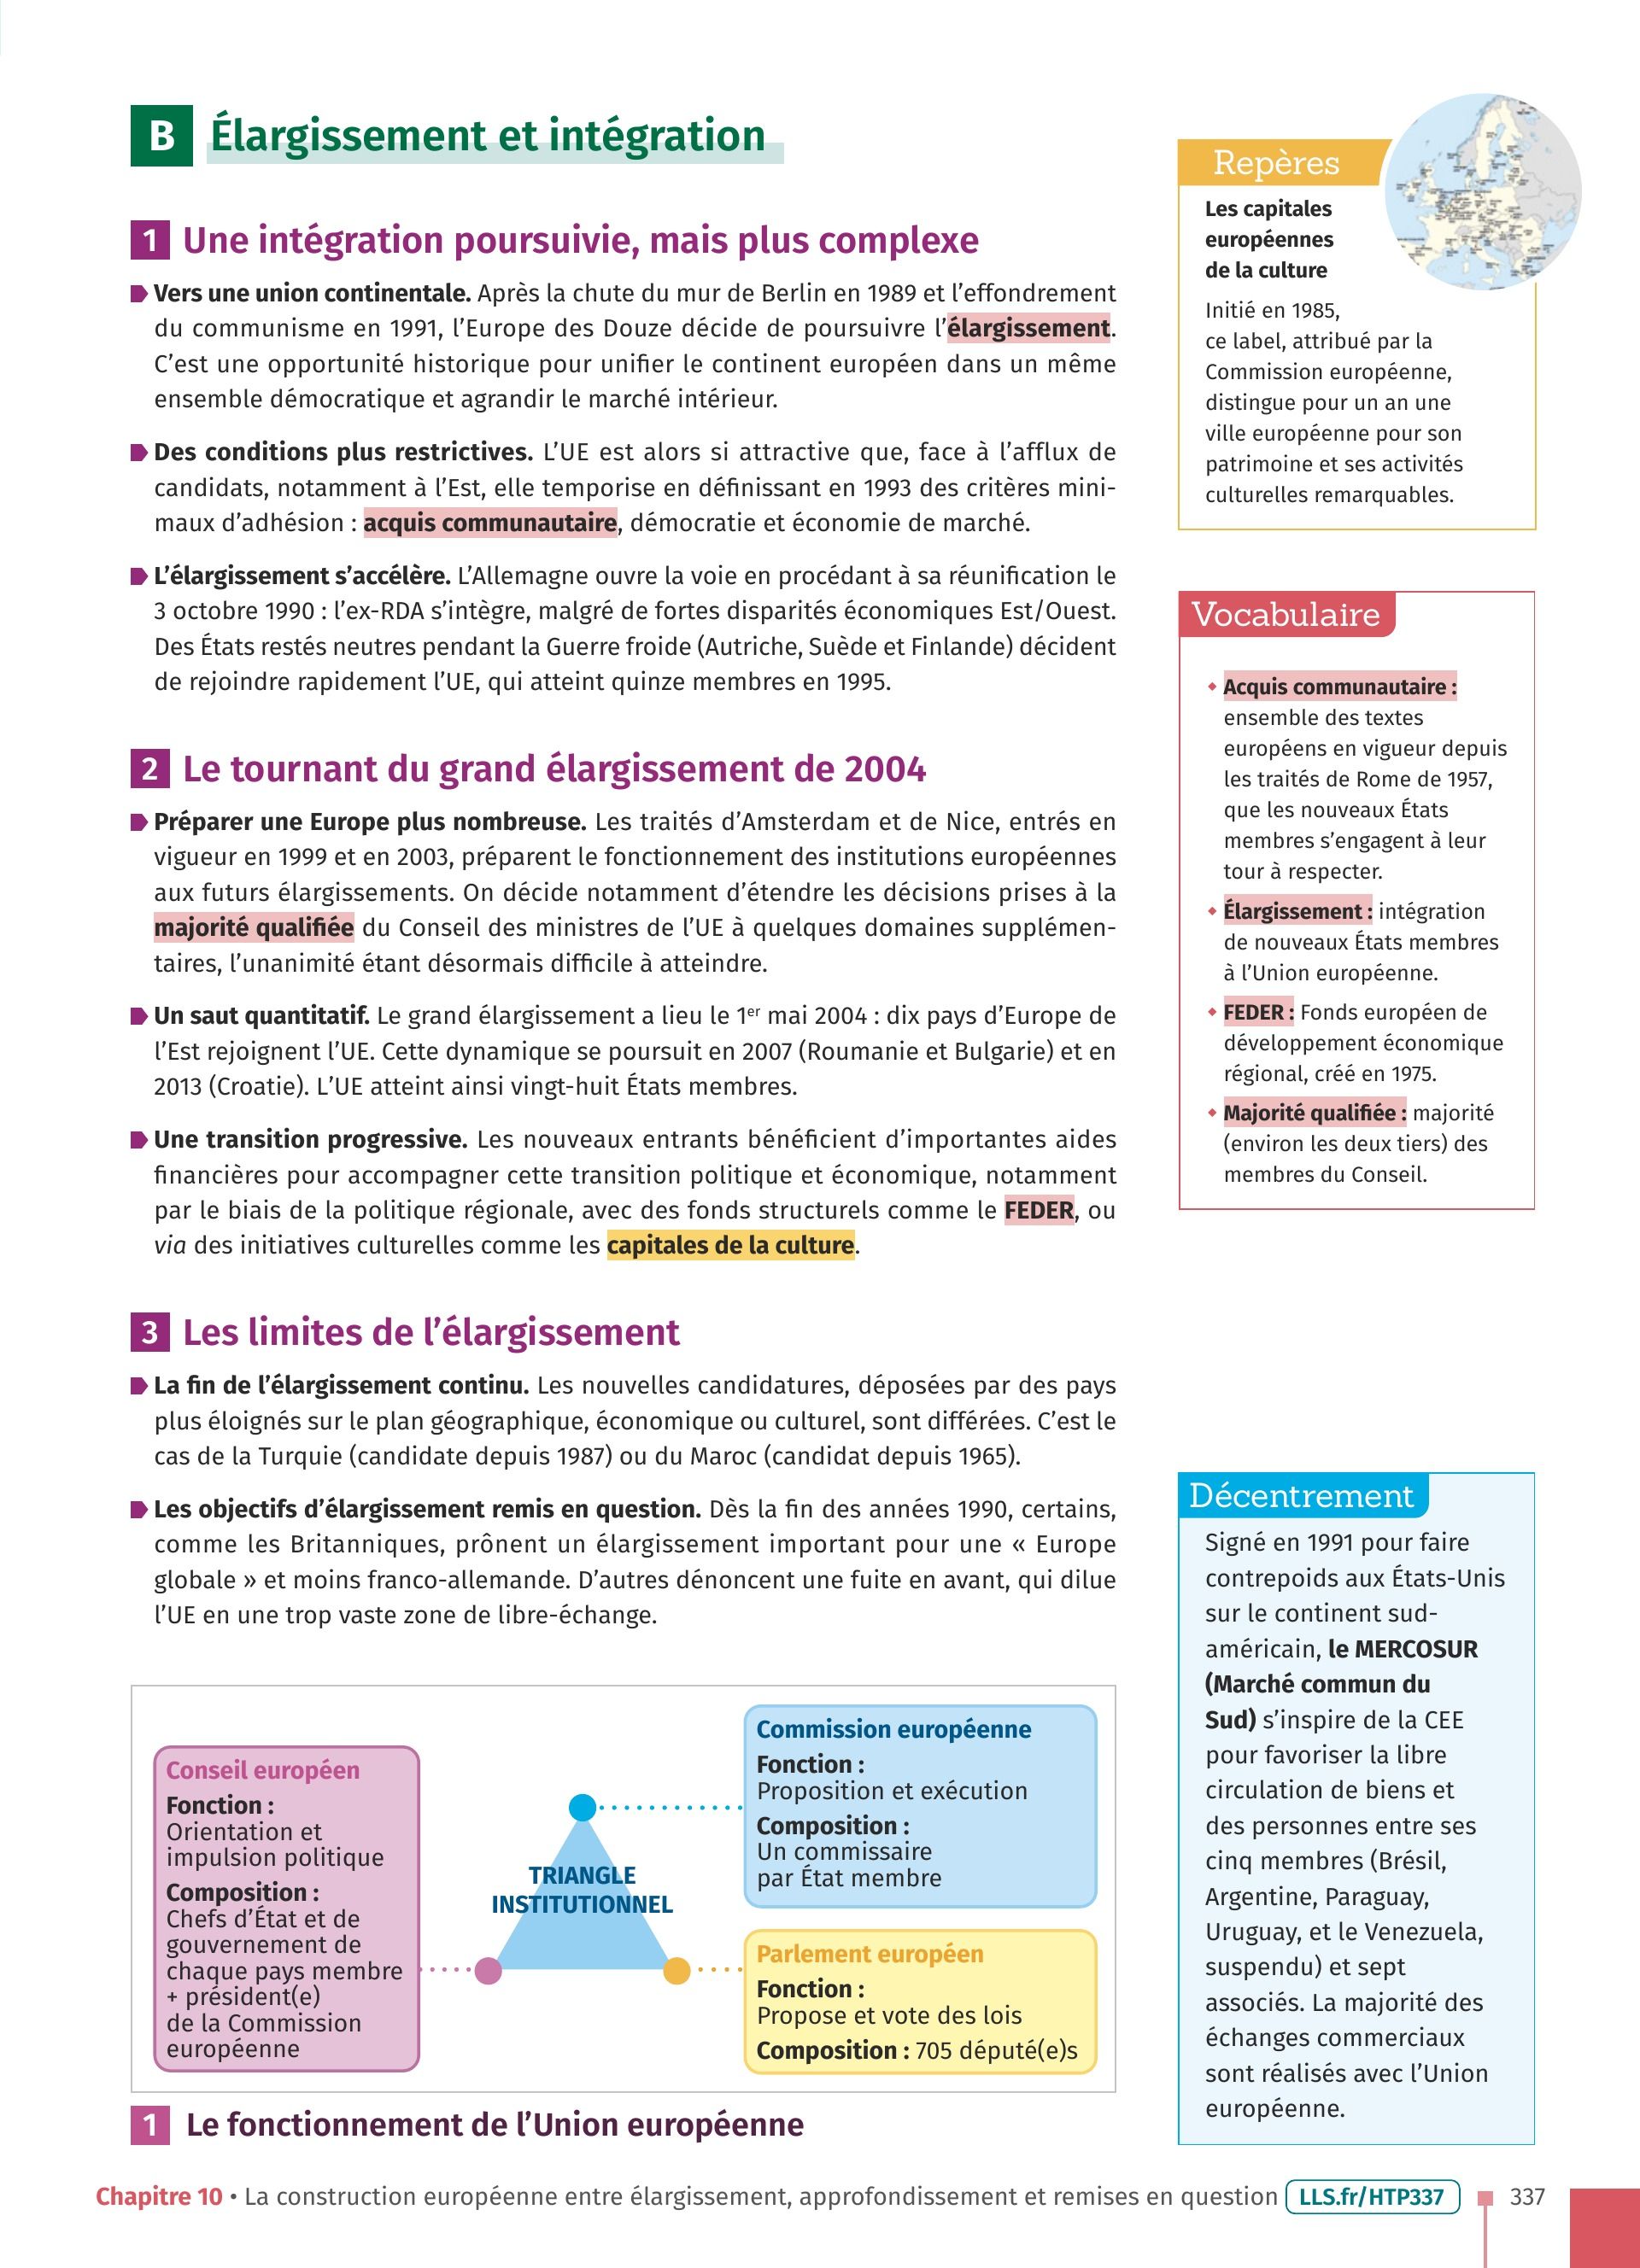 B Élargissement et intégration
1 Une intégration poursuivie, mais plus complexe
Vers une union continentale. Après la chute du mur de Berlin en 1989 et l’effondrement
du communisme en 1991, l’Europe des Douze décide de poursuivre l’élargissement.
C’est une opportunité historique pour unifier le continent européen dans un même
ensemble démocratique et agrandir le marché intérieur.
Des conditions plus restrictives. L’UE est alors si attractive que, face à l’afflux de
candidats, notamment à l’Est, elle temporise en définissant en 1993 des critères mini-
maux d’adhésion : acquis communautaire, démocratie et économie de marché.
L’élargissement s’accélère. L’Allemagne ouvre la voie en procédant à sa réunification le
3 octobre 1990 : l’ex-RDA s’intègre, malgré de fortes disparités économiques Est/Ouest.
Des États restés neutres pendant la Guerre froide (Autriche, Suède et Finlande) décident
de rejoindre rapidement l’UE, qui atteint quinze membres en 1995.
2 Le tournant du grand élargissement de 2004
Préparer une Europe plus nombreuse. Les traités d’Amsterdam et de Nice, entrés en
vigueur en 1999 et en 2003, préparent le fonctionnement des institutions européennes
aux futurs élargissements. On décide notamment d’étendre les décisions prises à la
majorité qualifiée du Conseil des ministres de l’UE à quelques domaines supplémen-
taires, l’unanimité étant désormais difficile à atteindre.
Un saut quantitatif. Le grand élargissement a lieu le 1er mai 2004 : dix pays d’Europe de
l’Est rejoignent l’UE. Cette dynamique se poursuit en 2007 (Roumanie et Bulgarie) et en
2013 (Croatie). L’UE atteint ainsi vingt-huit États membres.
Une transition progressive. Les nouveaux entrants bénéficient d’importantes aides
financières pour accompagner cette transition politique et économique, notamment
par le biais de la politique régionale, avec des fonds structurels comme le FEDER, ou
via des initiatives culturelles comme les capitales de la culture.
3 Les limites de l’élargissement
La fin de l’élargissement continu. Les nouvelles candidatures, déposées par des pays
plus éloignés sur le plan géographique, économique ou culturel, sont différées. C’est le
cas de la Turquie (candidate depuis 1987) ou du Maroc (candidat depuis 1965).
Les objectifs d’élargissement remis en question. Dès la fin des années 1990, certains,
comme les Britanniques, prônent un élargissement important pour une « Europe
globale » et moins franco-allemande. D’autres dénoncent une fuite en avant, qui dilue
l’UE en une trop vaste zone de libre-échange.
Conseil européen
Fonction :
Orientation et
impulsion politique
Composition :
Chefs d’État et de
gouvernement de
chaque pays membre
+ président(e)
de la Commission
européenne
TRIANGLE
INSTITUTIONNEL
Commission européenne
Fonction :
Proposition et exécution
Composition :
Un commissaire
par État membre
Parlement européen
Fonction :
Propose et vote des lois
Composition : 705 député(e)s
1 Le fonctionnement de l’Union européenne
Repères
Les capitales
européennes
de la culture
Initié en 1985,
ce label, attribué par la
Commission européenne,
distingue pour un an une
ville européenne pour son
patrimoine et ses activités
culturelles remarquables.
Vocabulaire
Acquis communautaire :
ensemble des textes
européens en vigueur depuis
les traités de Rome de 1957,
que les nouveaux États
membres s’engagent à leur
tour à respecter.
Élargissement : intégration
de nouveaux États membres
à l’Union européenne.
FEDER : Fonds européen de
développement économique
régional, créé en 1975.
Majorité qualifiée : majorité
(environ les deux tiers) des
membres du Conseil.
Décentrement
Signé en 1991 pour faire
contrepoids aux États-Unis
sur le continent sud-
américain, le MERCOSUR
(Marché commun du
Sud) s’inspire de la CEE
pour favoriser la libre
circulation de biens et
des personnes entre ses
cinq membres (Brésil,
Argentine, Paraguay,
Uruguay, et le Venezuela,
suspendu) et sept
associés. La majorité des
échanges commerciaux
sont réalisés avec l’Union
européenne.
Chapitre 10 • La construction européenne entre élargissement, approfondissement et remises en question LLS.fr/HTP337 337